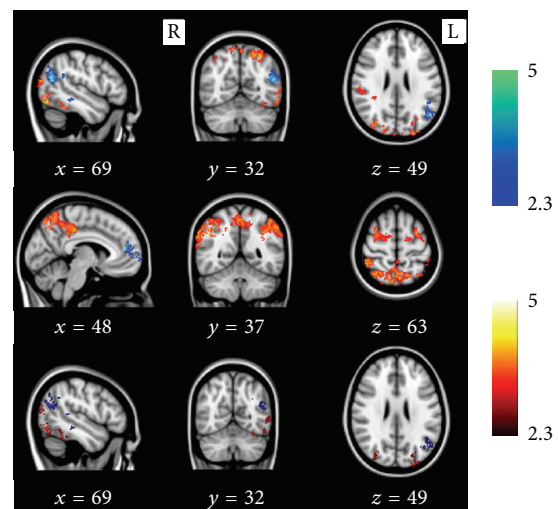 R L
x = 69 y = 32 z = 49
x = 48 y = 37 z = 63
x = 69 y = 32 z = 49
5
2.3
5
2.3